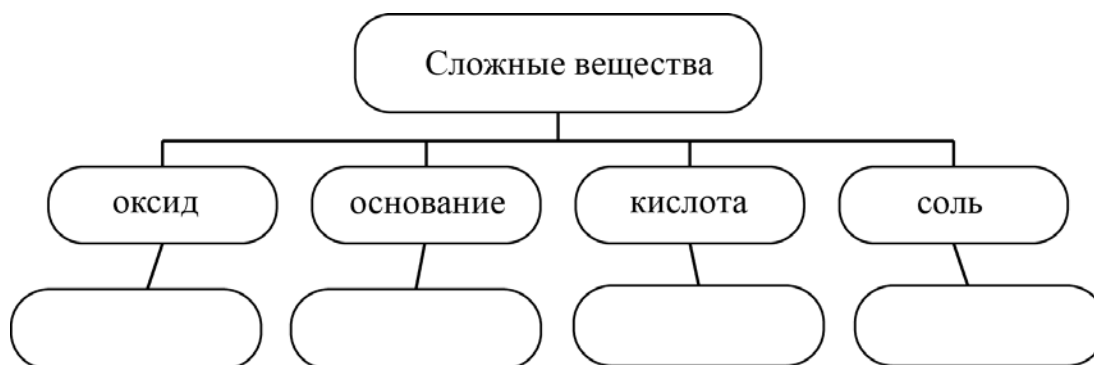 Сложные вещества
оксид
основание
кислота
соль